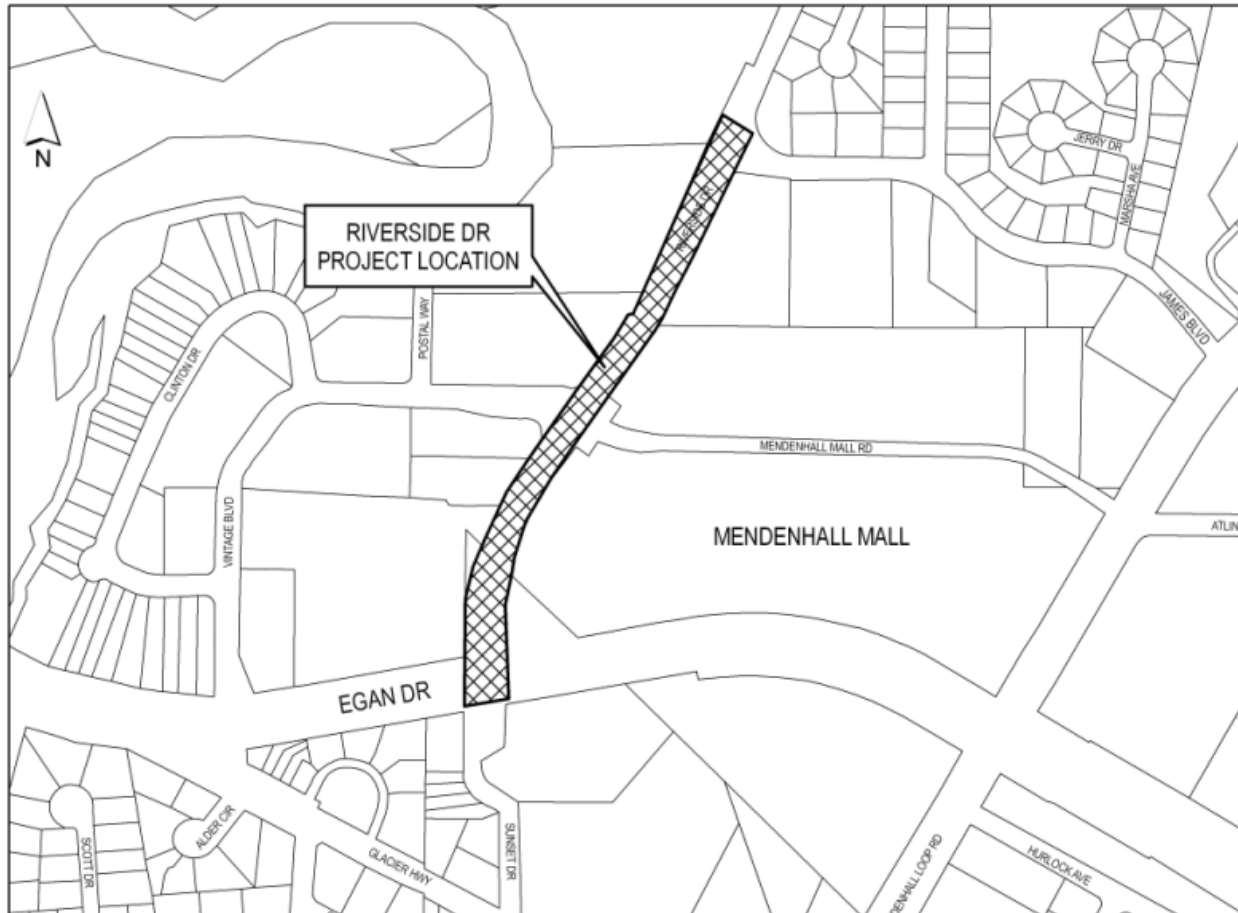 N
RIVERSIDE DR
PROJECT LOCATION
JERRY DR
MARSHA AVE
JAMES BLVD
POSTAL WAY
CLINTON DR
MENDENHALL MALL RD
ATLIN
VINTAGE BLVD
MENDENHALL MALL
EGAN DR
ALDER CIR
SCOTT DR
GLACIER HWY
SUNSET DR
ENDENHALL LOOP RD
HURLOCK AVE